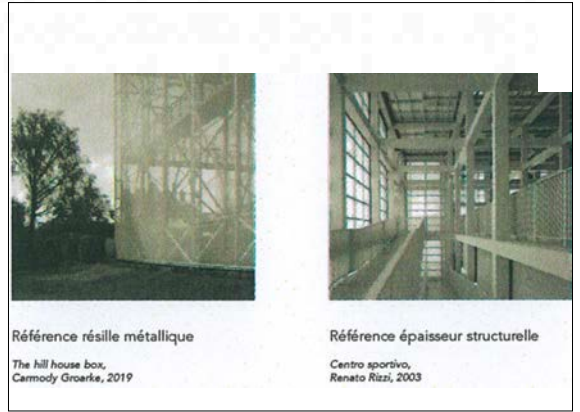 Référence résille métallique
The hill house box,
Carmody Groarke, 2019
Référence épaisseur structurelle
Centro sportivo,
Renato Rizzi, 2003